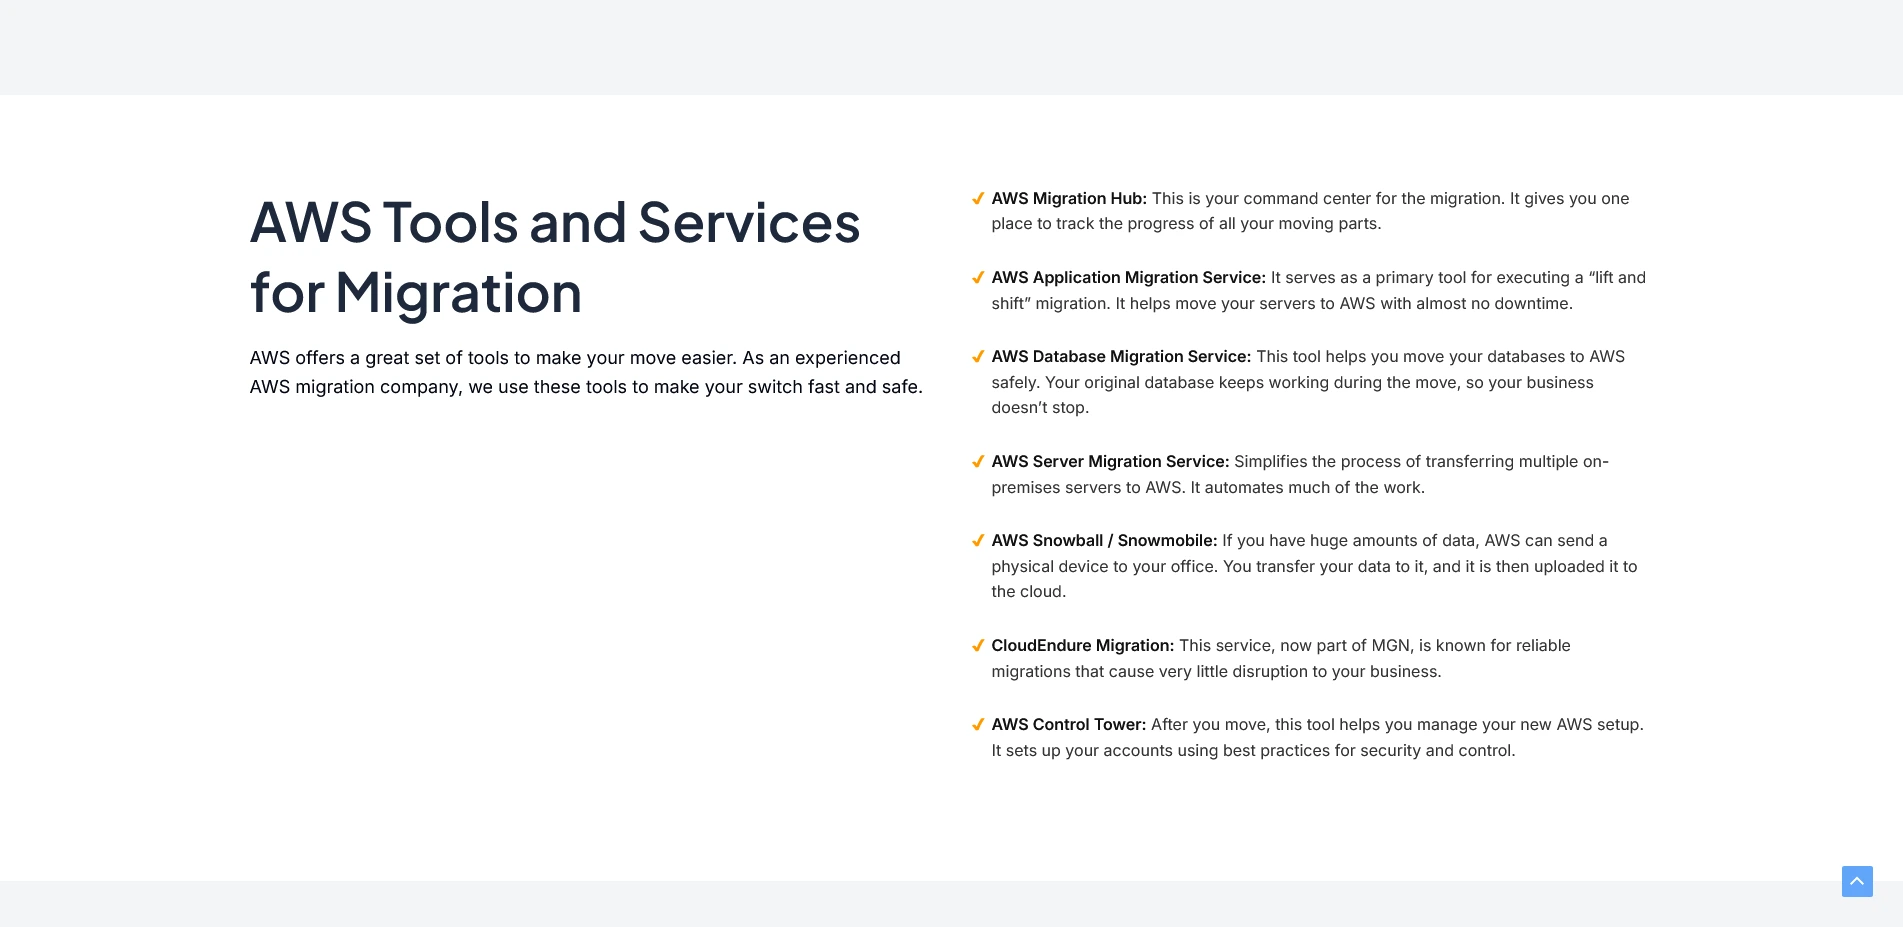 AWS Tools and Services
for Migration
AWS offers a great set of tools to make your move easier. As an experienced
AWS migration company, we use these tools to make your switch fast and safe.
AWS Migration Hub: This is your command center for the migration. It gives you one
place to track the progress of all your moving parts.
AWS Application Migration Service: It serves as a primary tool for executing a “lift and
shift” migration. It helps move your servers to AWS with almost no downtime.
AWS Database Migration Service: This tool helps you move your databases to AWS
safely. Your original database keeps working during the move, so your business
doesn’t stop.
AWS Server Migration Service: Simplifies the process of transferring multiple on-
premises servers to AWS. It automates much of the work.
AWS Snowball / Snowmobile: If you have huge amounts of data, AWS can send a
physical device to your office. You transfer your data to it, and it is then uploaded it to
the cloud.
CloudEndure Migration: This service, now part of MGN, is known for reliable
migrations that cause very little disruption to your business.
AWS Control Tower: After you move, this tool helps you manage your new AWS setup.
It sets up your accounts using best practices for security and control.